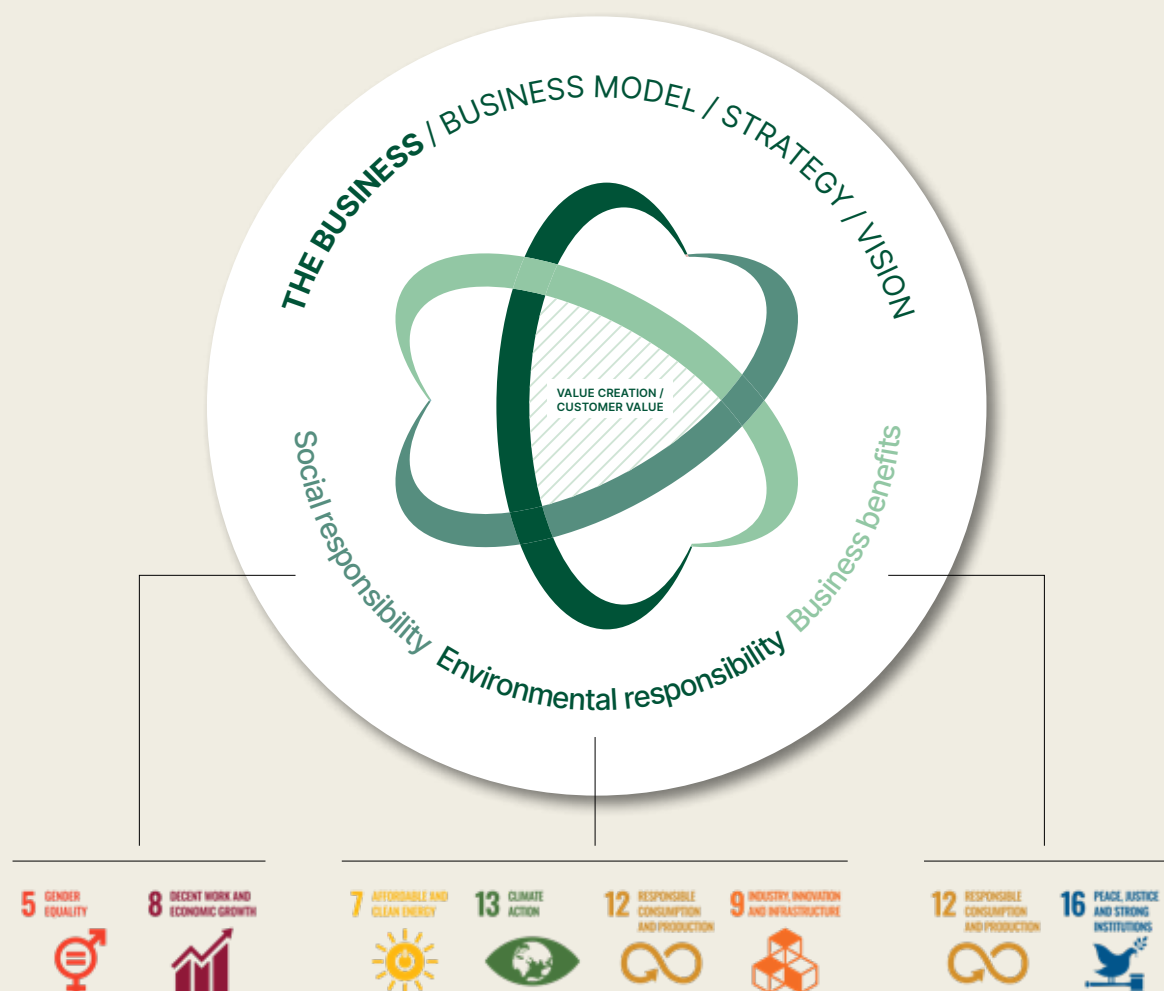 THE BUSINESS / BUSINESS MODEL / STRATEGY / VISION
VALUE CREATION /
CUSTOMER VALUE
Social responsibility
Environmental responsibility
Business benefits
5 GENDER
EQUALITY
8 DECENT WORK AND
ECONOMIC GROWTH
7 AFFORDABLE AND
CLEAN ENERGY
13 CLIMATE
ACTION
12 RESPONSIBLE
CONSUMPTION
AND PRODUCTION
9 INDUSTRY, INNOVATION
AND INFRASTRUCTURE
12 RESPONSIBLE
CONSUMPTION
AND PRODUCTION
16 PEACE, JUSTICE
AND STRONG
INSTITUTIONS